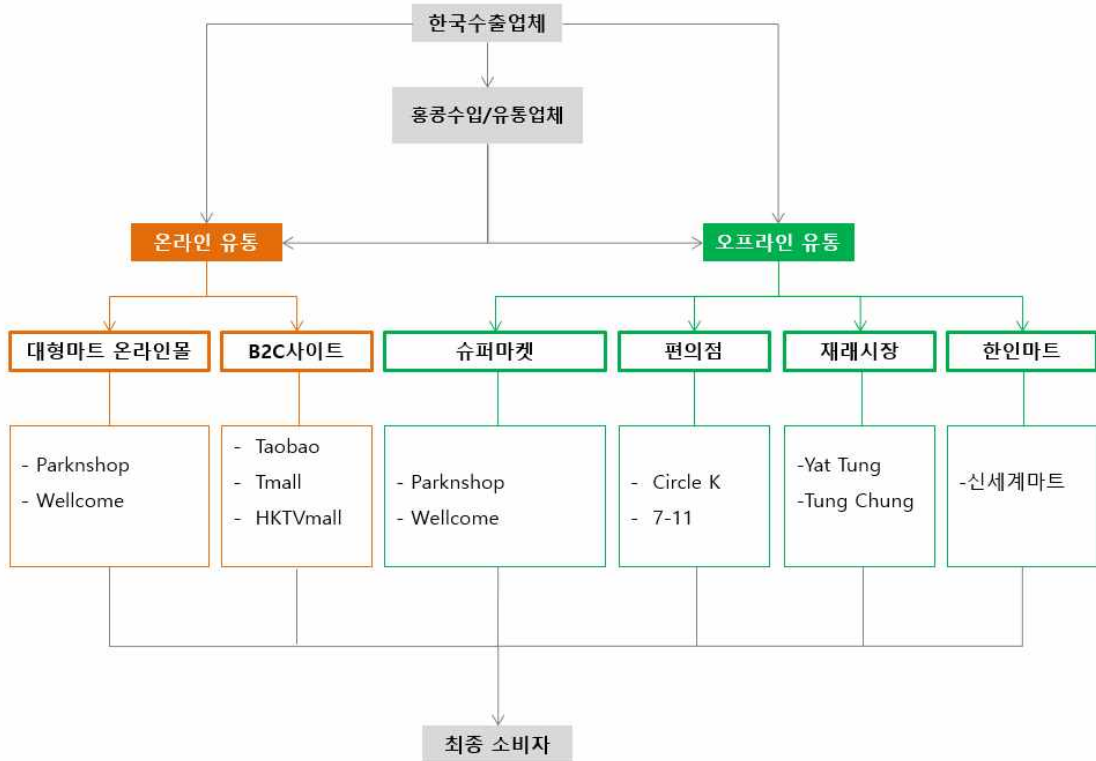 한국수출업체
홍콩수입/유통업체
온라인 유통
오프라인 유통
대형마트 온라인몰
B2C사이트
슈퍼마켓
편의점
재래시장
한인마트
- Parknshop
- Wellcome
- Taobao
- Tmall
- HKTVmall
- Parknshop
- Wellcome
- Circle K
- 7-11
-Yat Tung
-Tung Chung
-신세계마트
최종 소비자